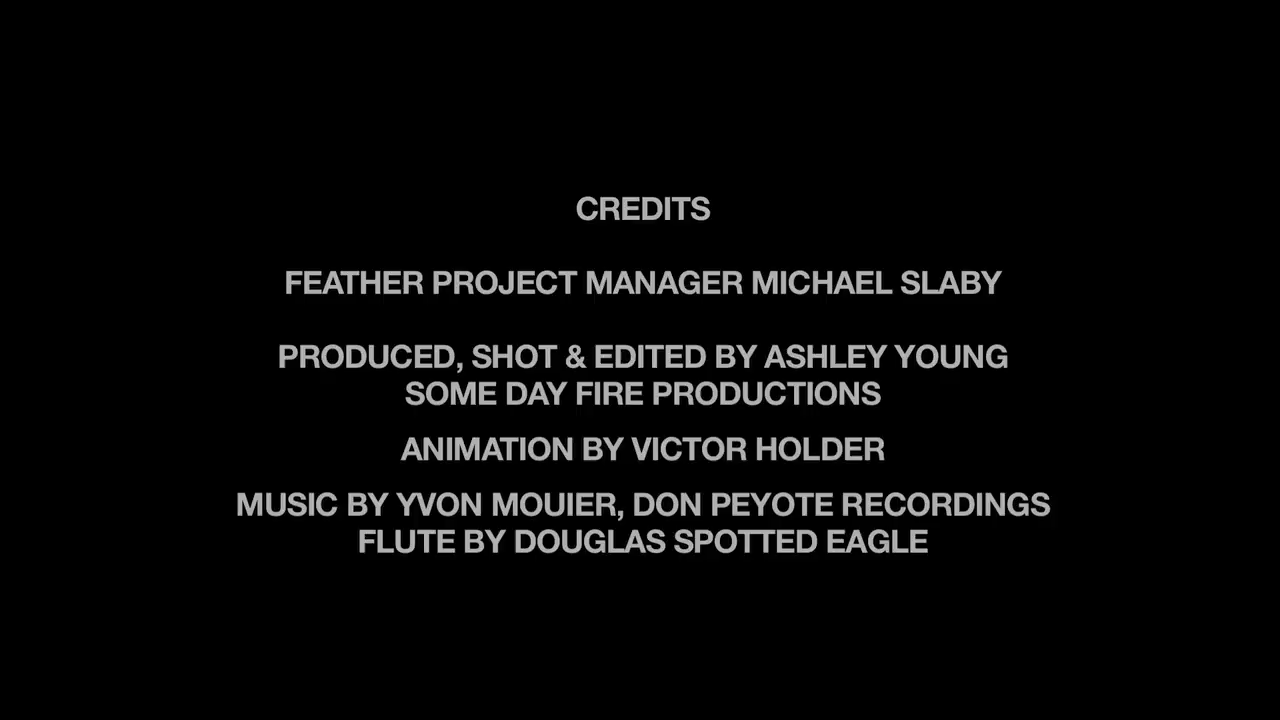 CREDITS
FEATHER PROJECT MANAGER MICHAEL SLABY
PRODUCED, SHOT & EDITED BY ASHLEY YOUNG
SOME DAY FIRE PRODUCTIONS
ANIMATION BY VICTOR HOLDER
MUSIC BY YVON MOUIER, DON PEYOTE RECORDINGS
FLUTE BY DOUGLAS SPOTTED EAGLE